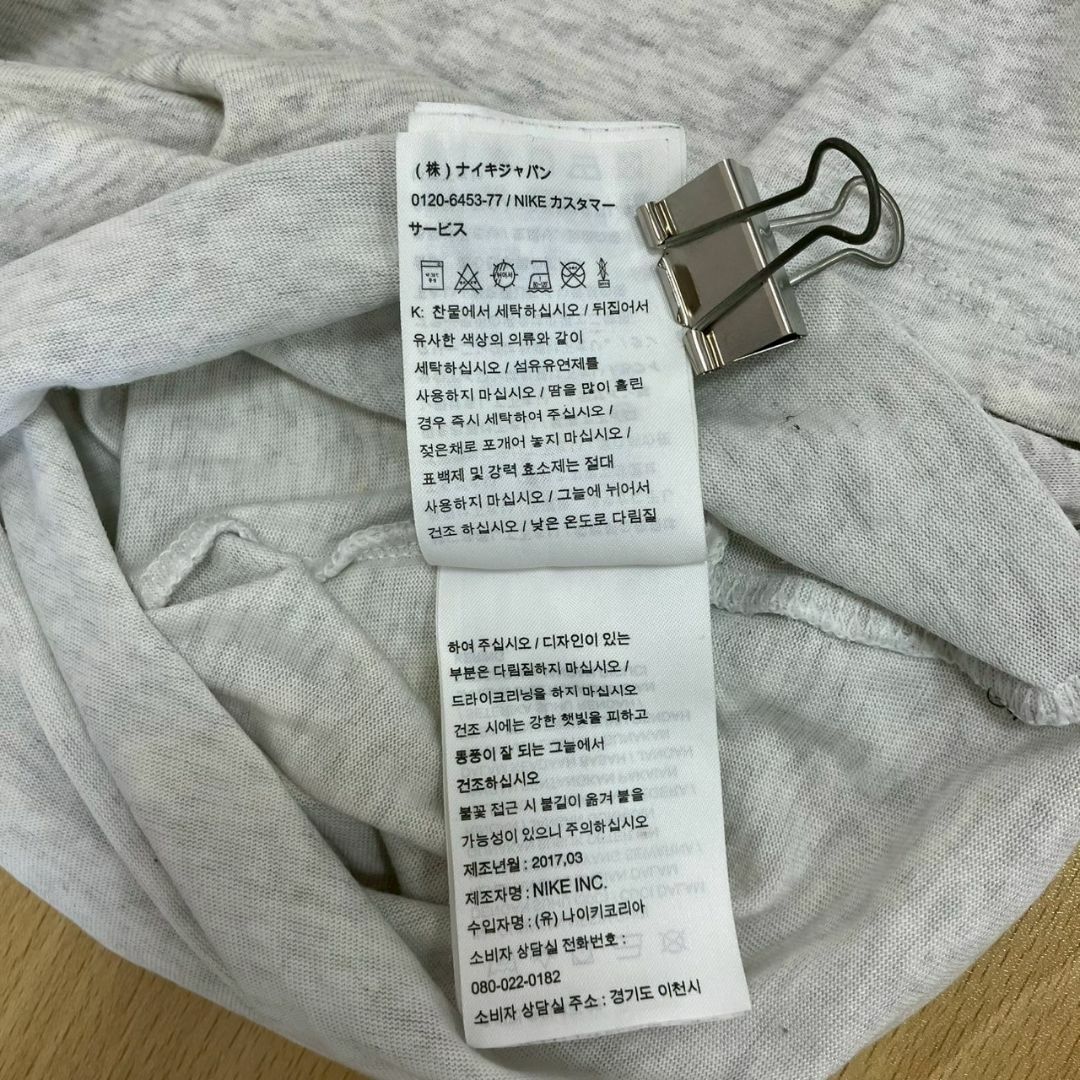 (株)ナイキジャパン
0120-6453-77 / NIKE カスタマー
サービス
K: 찬물에서 세탁하십시오 / 뒤집어서
유사한 색상의 의류와 같이
세탁하십시오 / 섬유유연제를
사용하지 마십시오 / 땀을 많이 흘린
경우 즉시 세탁하여 주십시오 /
젖은채로 포개어 놓지 마십시오 /
표백제 및 강력 효소제는 절대
사용하지 마십시오 / 그늘에 뉘어서
건조 하십시오 / 낮은 온도로 다림질
하여 주십시오 / 디자인이 있는
부분은 다림질하지 마십시오 /
드라이크리닝을 하지 마십시오
건조 시에는 강한 햇빛을 피하고
통풍이 잘 되는 그늘에서
건조하십시오
불꽃 접근 시 불길이 옮겨 붙을
가능성이 있으니 주의하십시오
제조년월 : 2017,03
제조자명 : NIKE INC.
수입자명 : (유) 나이키코리아
소비자 상담실 전화번호 :
080-022-0182
소비자 상담실 주소 : 경기도 이천시